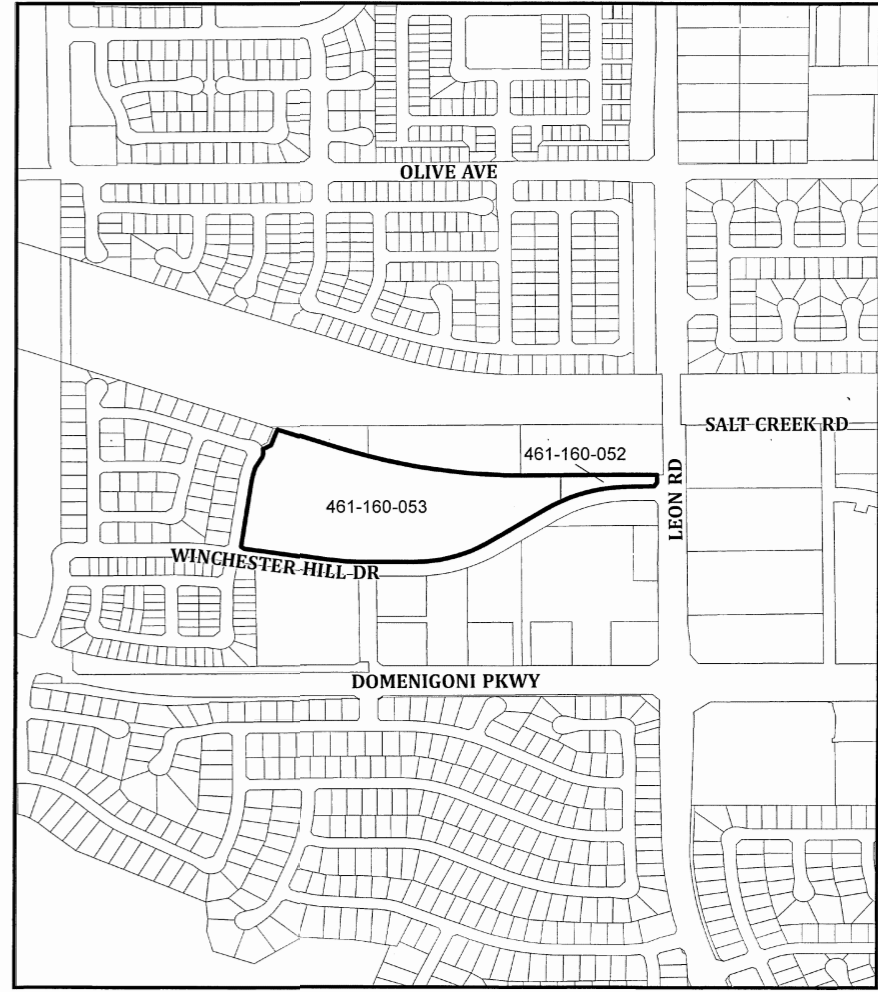 OLIVE AVE
SALT CREEK RD
461-160-052
LEON RD
461-160-053
WINCHESTER HILL DR
DOMENIGONI PKWY